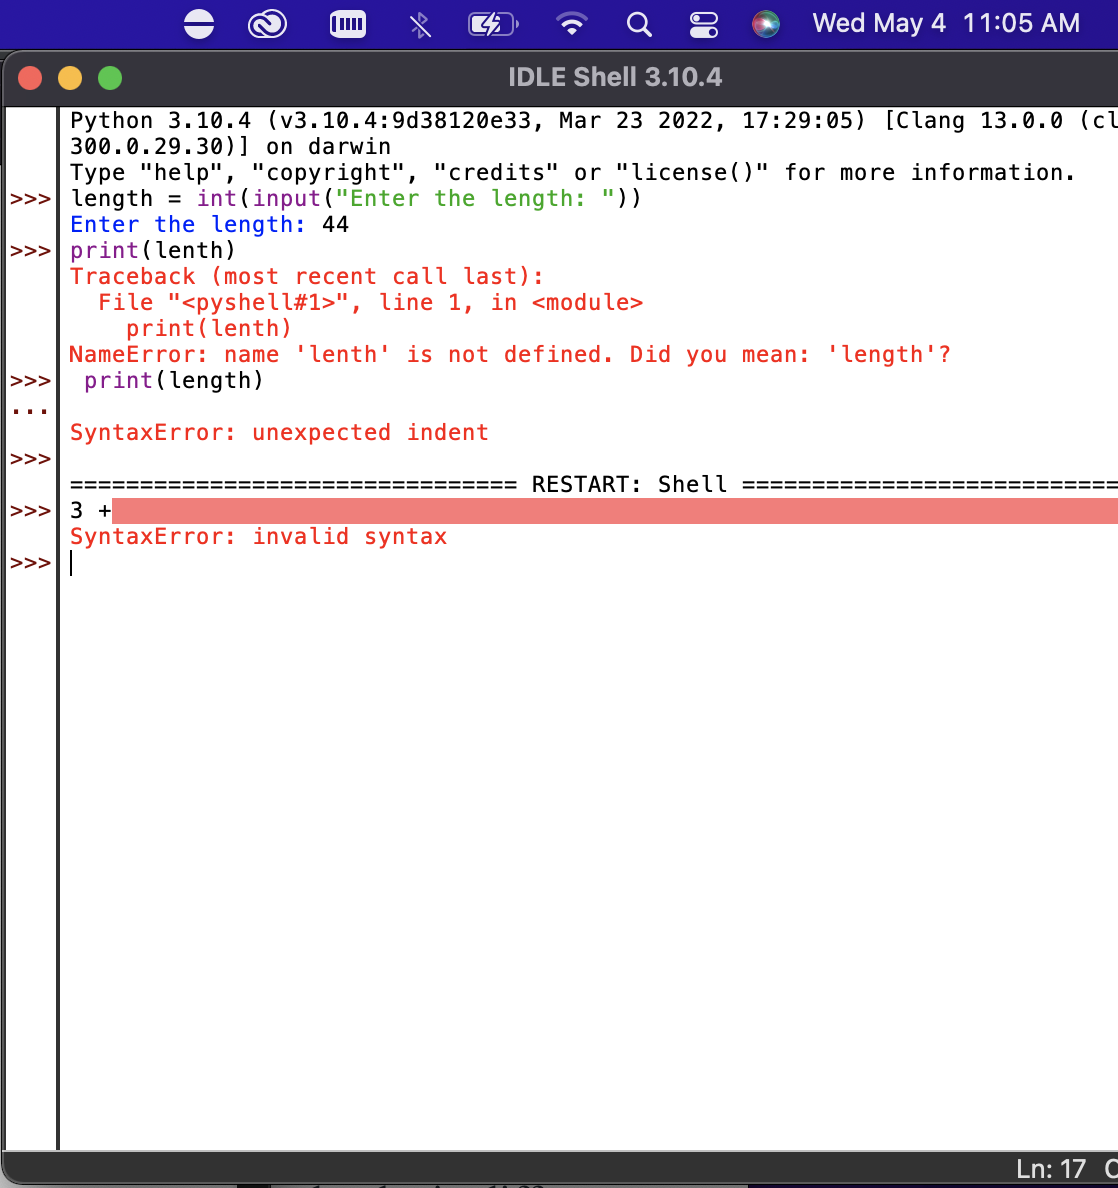 Wed May 4 11:05 AM
IDLE Shell 3.10.4
Python 3.10.4 (v3.10.4:9d38120e33, Mar 23 2022, 17:29:05) [Clang 13.0.0 (cl
300.0.29.30)] on darwin
Type "help", "copyright", "credits" or "license()" for more information.
>>> length = int(input("Enter the length: "))
Enter the length: 44
>>> print(lenth)
Traceback (most recent call last):
  File "<pyshell#1>", line 1, in <module>
    print(lenth)
NameError: name 'lenth' is not defined. Did you mean: 'length'?
>>>  print(length)
...
SyntaxError: unexpected indent
>>>
================================ RESTART: Shell ===========================
>>> 3 +
SyntaxError: invalid syntax
>>>
Ln: 17 C